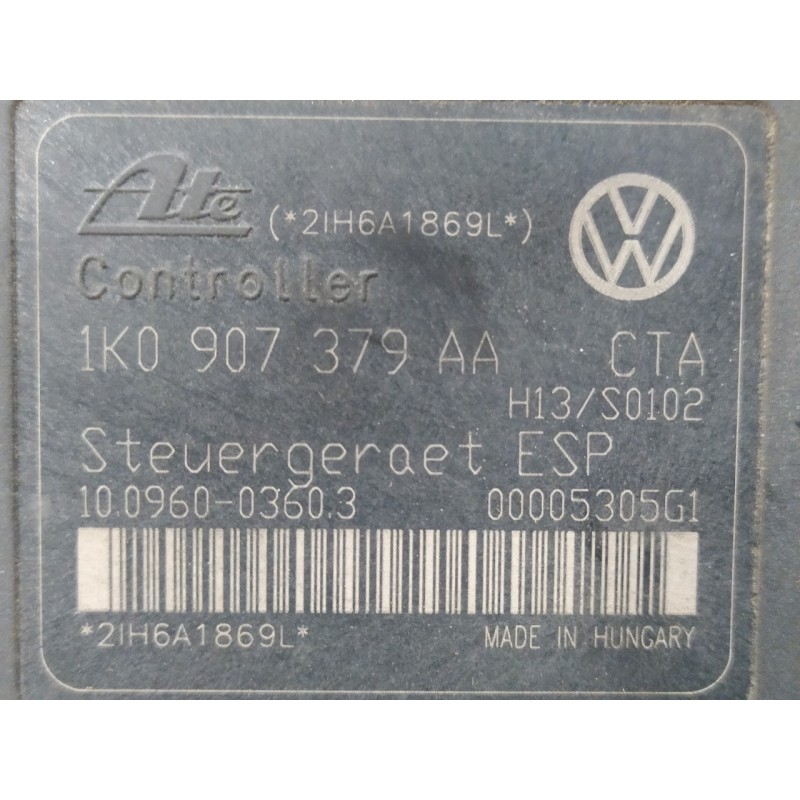 Ate (*2IH6A1869L*)
Controller
1K0 907 379 AA CTA
H13/S0102
Steuergeraet ESP
10.0960-0360.3 00005305G1
*2IH6A1869L* MADE IN HUNGARY